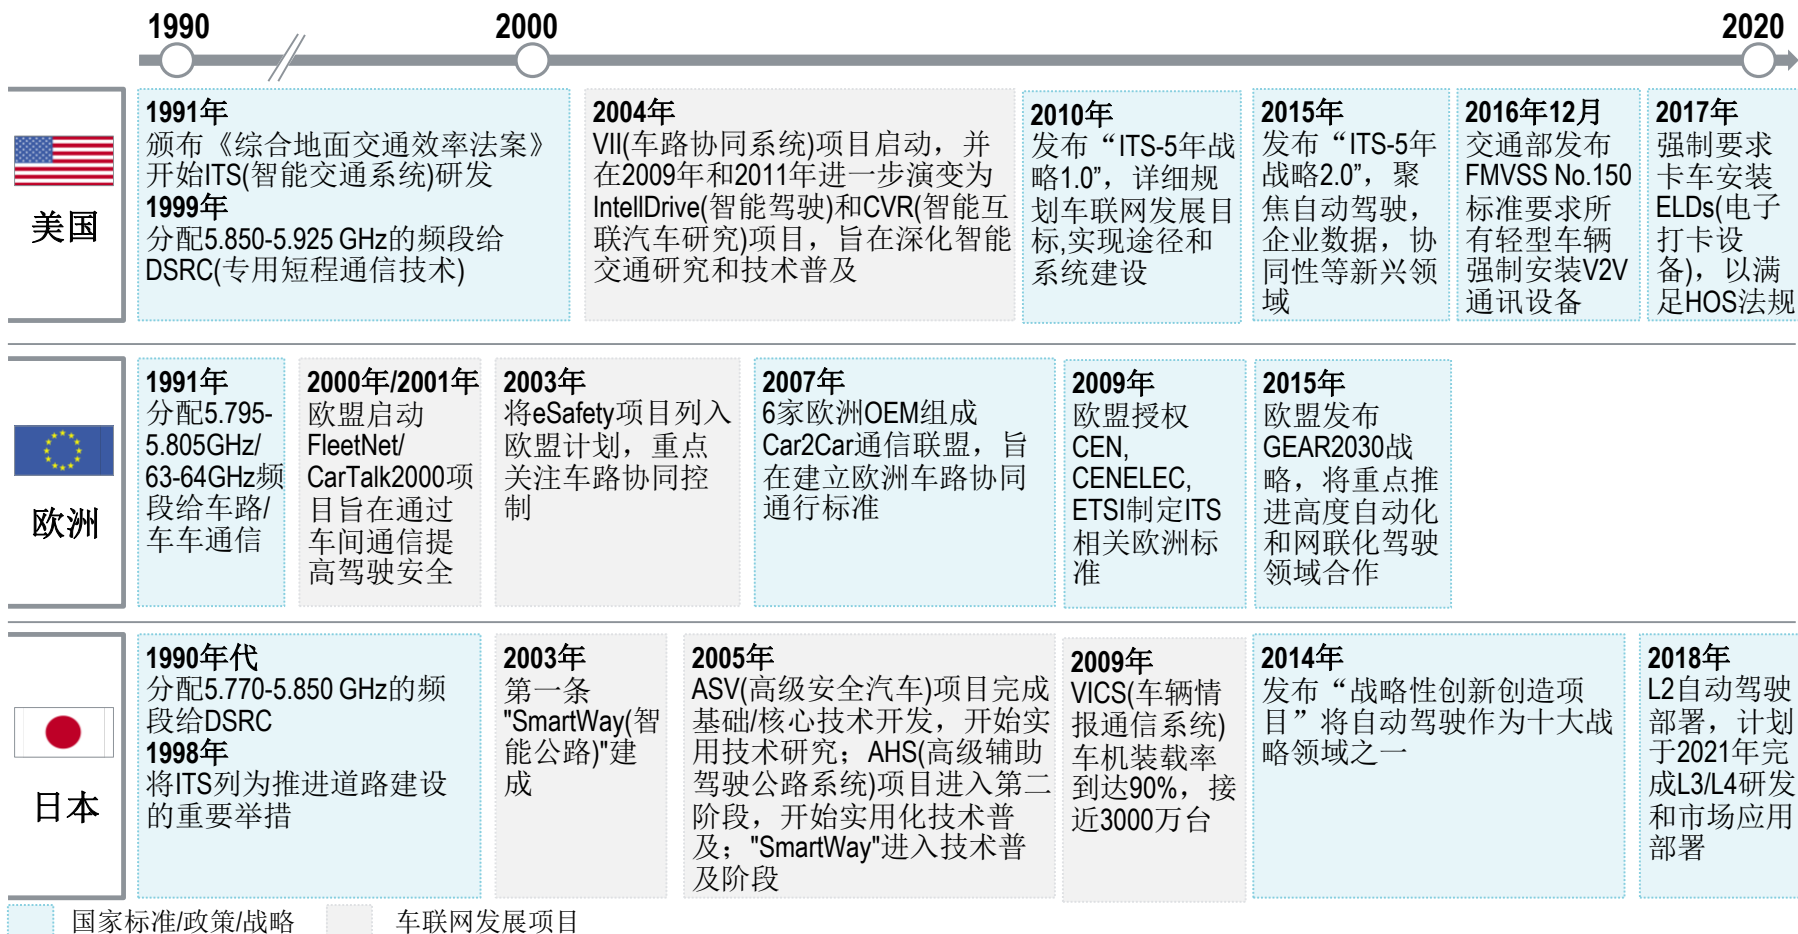 1990
2000
2020
美国
1991年
颁布《综合地面交通效率法案》
开始ITS(智能交通系统)研发
1999年
分配5.850-5.925 GHz的频段给
DSRC(专用短程通信技术)
2004年
VII(车路协同系统)项目启动，并
在2009年和2011年进一步演变为
IntellDrive(智能驾驶)和CVR(智能互
联汽车研究)项目，旨在深化智能
交通研究和技术普及
2010年
发布“ITS-5年战
略1.0”，详细规
划车联网发展目
标,实现途径和
系统建设
2015年
发布“ITS-5年
战略2.0”，聚
焦自动驾驶，
企业数据，协
同性等新兴领
域
2016年12月
交通部发布
FMVSS No.150
标准要求所
有轻型车辆
强制安装V2V
通讯设备
2017年
强制要求
卡车安装
ELDs(电子
打卡设
备)，以满
足HOS法规
欧洲
1991年
分配5.795-
5.805GHz/
63-64GHz频
段给车路/
车车通信
2000年/2001年
欧盟启动
FleetNet/
CarTalk2000项
目旨在通过
车间通信提
高驾驶安全
2003年
将eSafety项目列入
欧盟计划，重点
关注车路协同控
制
2007年
6家欧洲OEM组成
Car2Car通信联盟，旨
在建立欧洲车路协同
通行标准
2009年
欧盟授权
CEN,
CENELEC,
ETSI制定ITS
相关欧洲标
准
2015年
欧盟发布
GEAR2030战
略，将重点推
进高度自动化
和网联化驾驶
领域合作
日本
1990年代
分配5.770-5.850 GHz的频
段给DSRC
1998年
将ITS列为推进道路建设
的重要举措
2003年
第一条
"SmartWay(智
能公路)"建
成
2005年
ASV(高级安全汽车)项目完成
基础/核心技术开发，开始实
用技术研究；AHS(高级辅助
驾驶公路系统)项目进入第二
阶段，开始实用化技术普
及；"SmartWay"进入技术普
及阶段
2009年
VICS(车辆情
报通信系统)
车机装载率
到达90%，接
近3000万台
2014年
发布“战略性创新创造项
目”将自动驾驶作为十大战
略领域之一
2018年
L2自动驾驶
部署，计划
于2021年完
成L3/L4研发
和市场应用
部署
国家标准/政策/战略
车联网发展项目